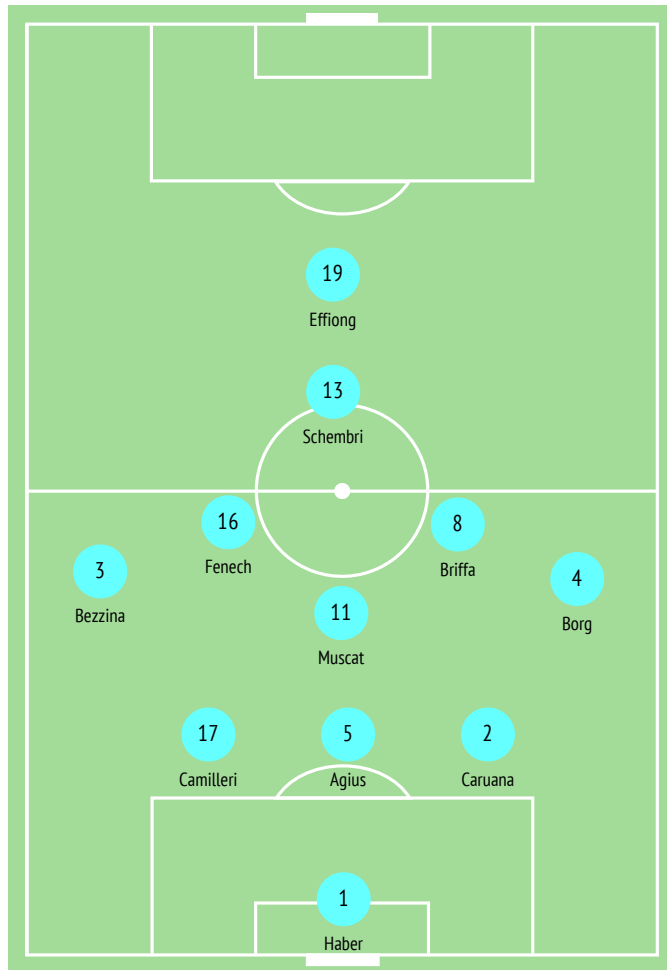 19
Effiong
13
Schembri
16
Fenech
8
Briffa
3
Bezzina
4
Borg
11
Muscat
17
Camilleri
5
Agius
2
Caruana
1
Haber